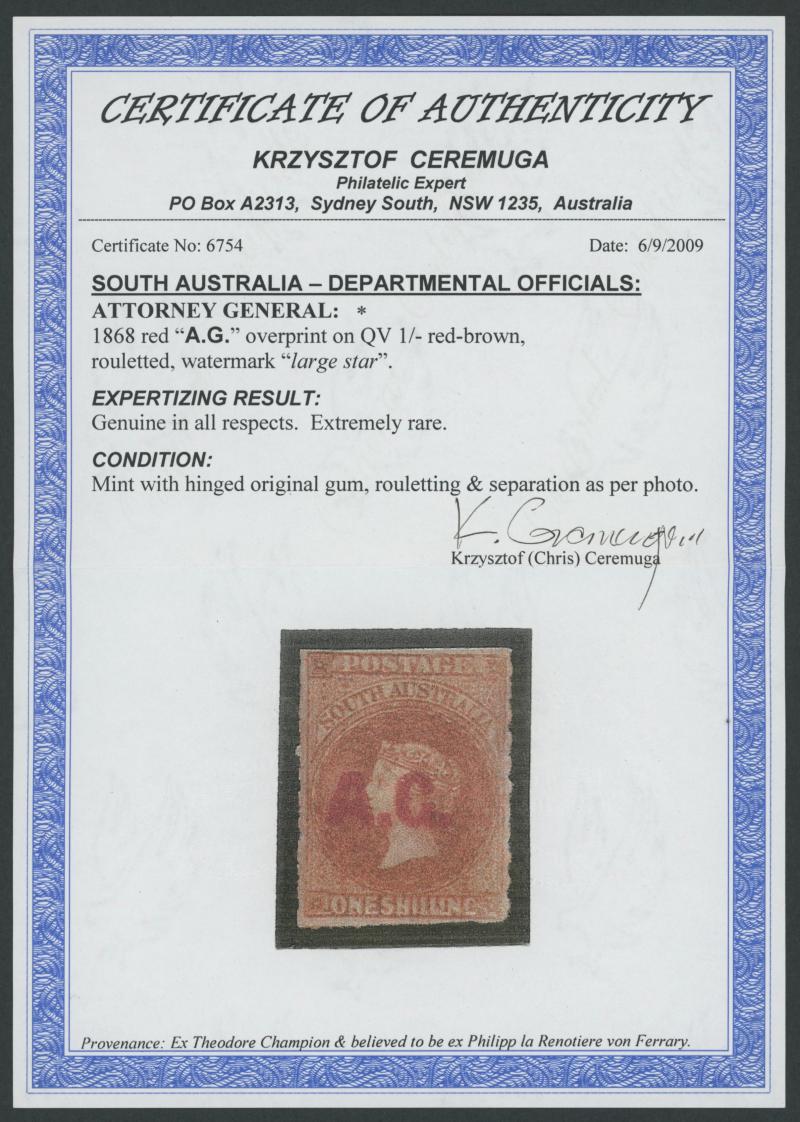 CERTIFICATE OF AUTHENTICITY
KRZYSZTOF CEREMUGA
Philatelic Expert
PO Box A2313, Sydney South, NSW 1235, Australia
Certificate No: 6754 Date: 6/9/2009
SOUTH AUSTRALIA – DEPARTMENTAL OFFICIALS:
ATTORNEY GENERAL: *
1868 red “A.G.” overprint on QV 1/- red-brown,
rouletted, watermark “large star”.
EXPERTIZING RESULT:
Genuine in all respects. Extremely rare.
CONDITION:
Mint with hinged original gum, rouletting & separation as per photo.
K. Ceremuga
Krzysztof (Chris) Ceremuga
POSTAGE
SOUTH AUSTRALIA
A.G.
ONE SHILLING
Provenance: Ex Theodore Champion & believed to be ex Philipp la Renotiere von Ferrary.